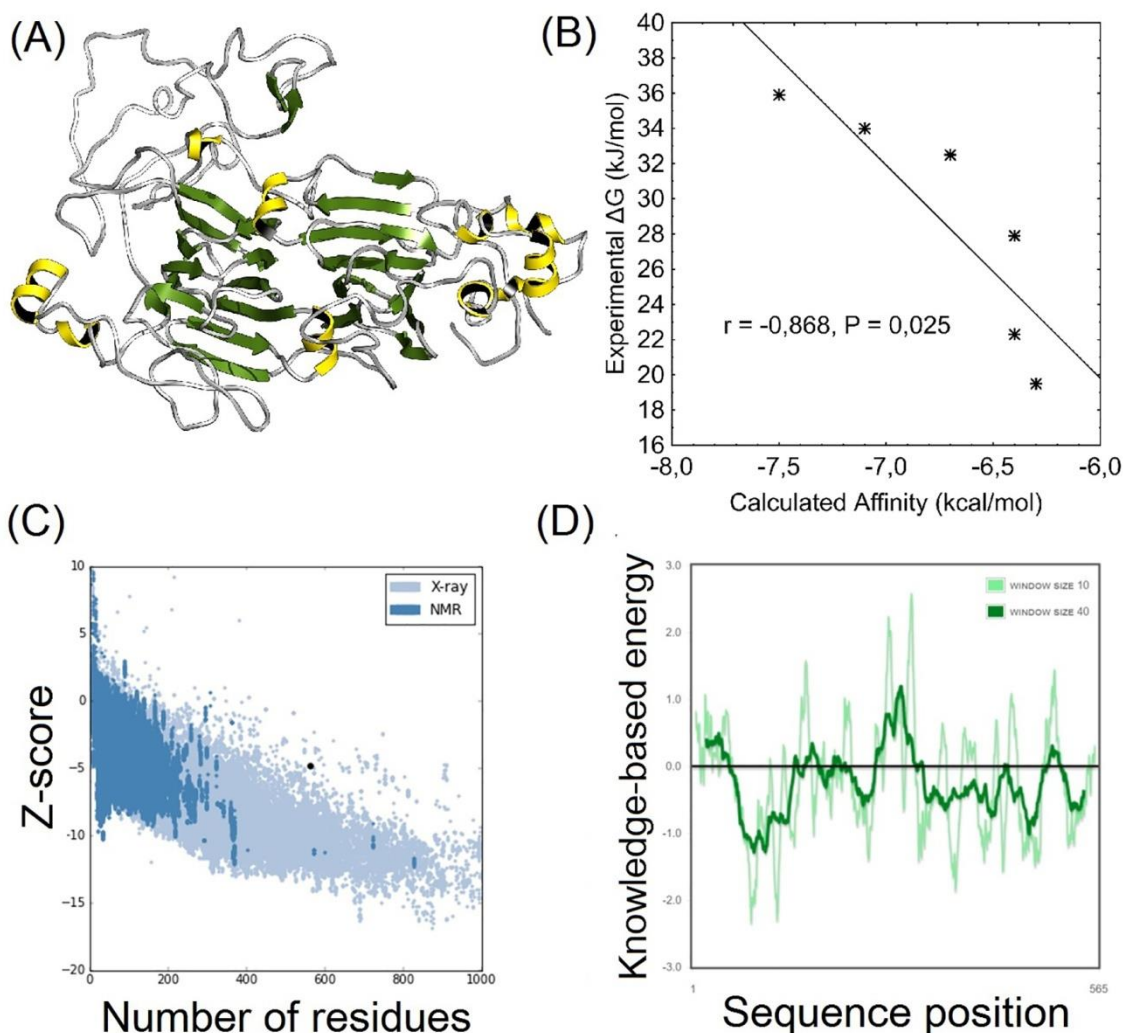 (A)
(B)
Experimental ΔG (kJ/mol)
40
38
36
34
32
30
28
26
24
22
20
18
16
r = -0,868, P = 0,025
-8,0 -7,5 -7,0 -6,5 -6,0
Calculated Affinity (kcal/mol)
(C)
Z-score
10
5
0
−5
−10
−15
−20
X-ray
NMR
0 200 400 600 800 1000
Number of residues
(D)
Knowledge-based energy
3.0
2.0
1.0
0.0
-1.0
-2.0
-3.0
WINDOW SIZE 10
WINDOW SIZE 40
1 565
Sequence position